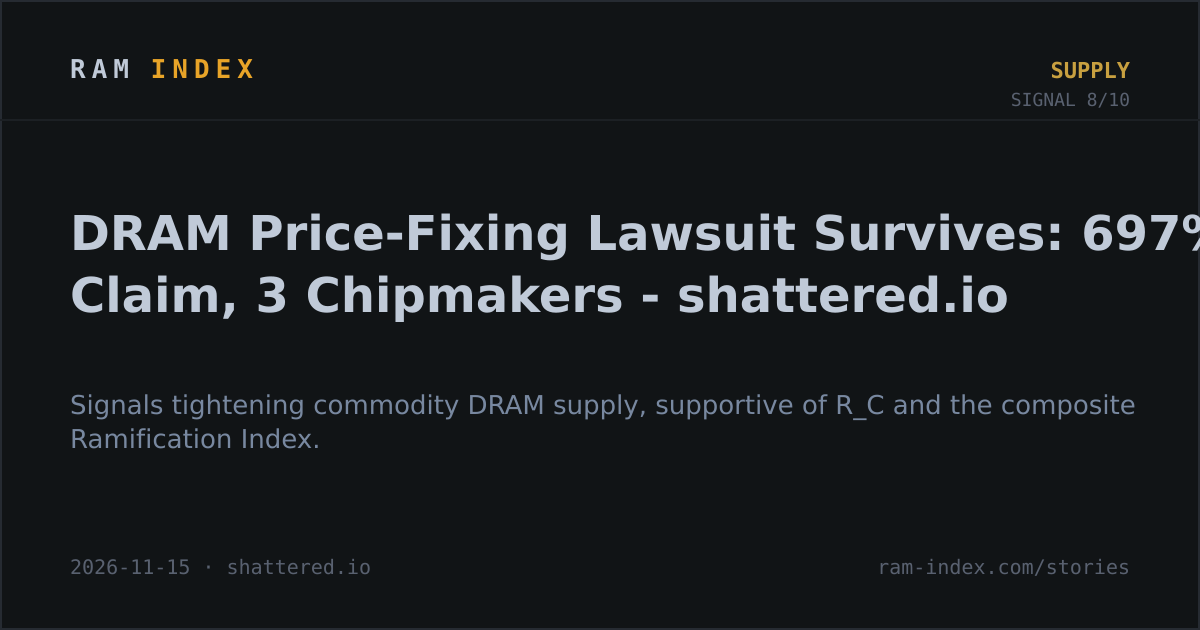 RAM INDEX
SUPPLY
SIGNAL 8/10
DRAM Price-Fixing Lawsuit Survives: 697%
Claim, 3 Chipmakers - shattered.io
Signals tightening commodity DRAM supply, supportive of R_C and the composite
Ramification Index.
2026-11-15 · shattered.io
ram-index.com/stories